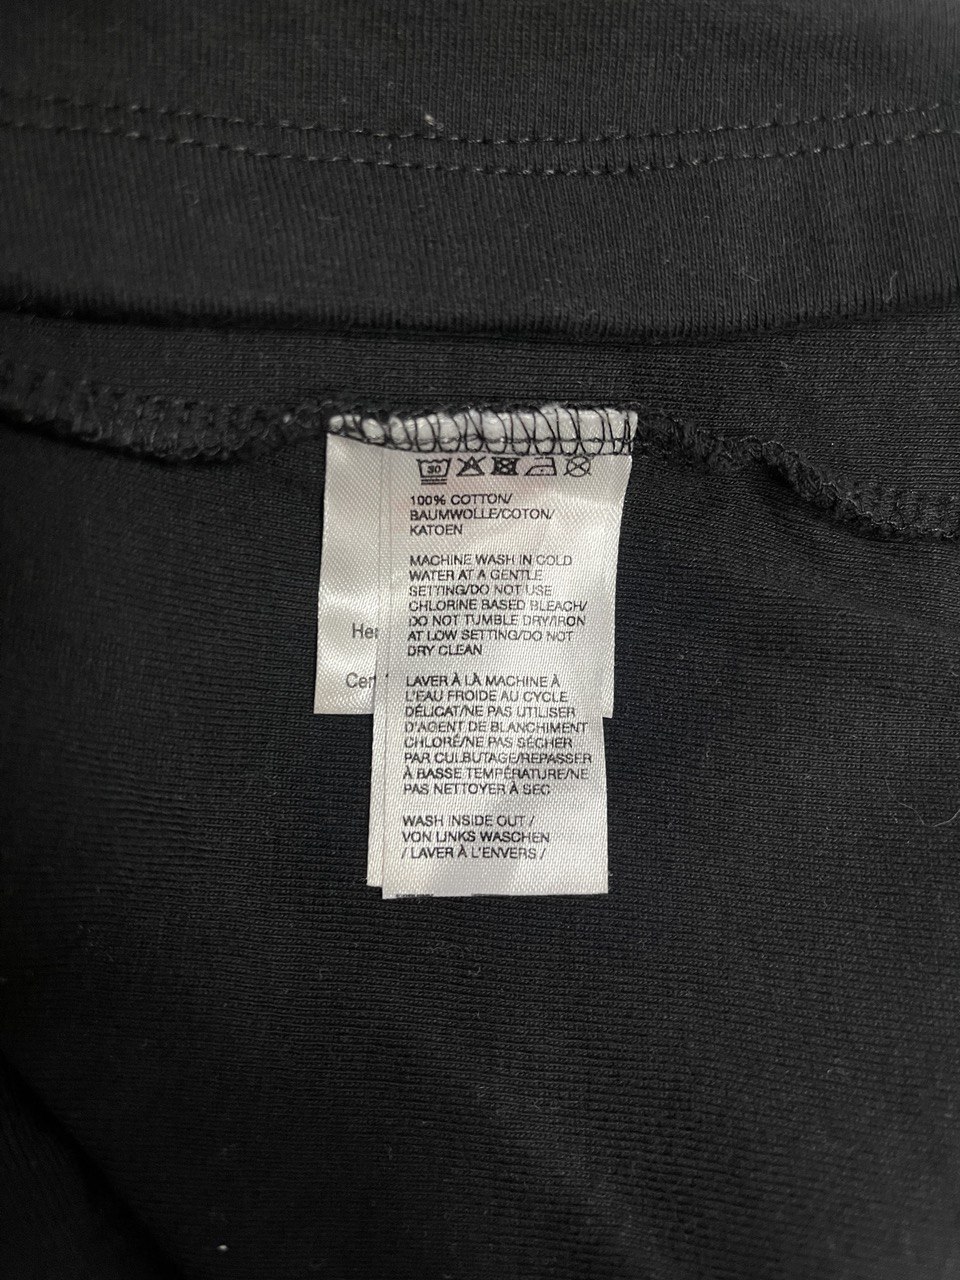 30
100% COTTON/
BAUMWOLLE/COTON/
KATOEN
MACHINE WASH IN COLD
WATER AT A GENTLE
SETTING/DO NOT USE
CHLORINE BASED BLEACH/
DO NOT TUMBLE DRY/IRON
AT LOW SETTING/DO NOT
DRY CLEAN
LAVER À LÀ MACHINE À
L'EAU FROIDE AU CYCLE
DÉLICAT/NE PAS UTILISER
D'AGENT DE BLANCHIMENT
CHLORÉ/NE PAS SÉCHER
PAR CULBUTAGE/REPASSER
À BASSE TEMPÉRATURE/NE
PAS NETTOYER À SEC
WASH INSIDE OUT /
VON LINKS WASCHEN
/ LAVER À L'ENVERS /